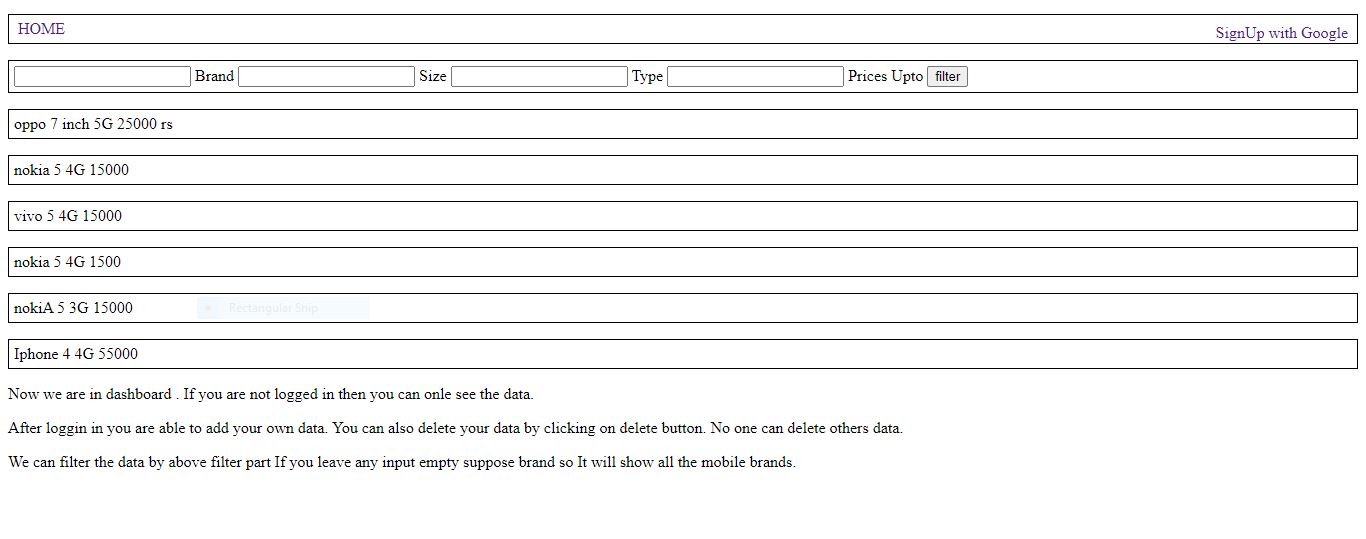 HOME
SignUp with Google
Brand Size Type Prices Upto filter
oppo 7 inch 5G 25000 rs
nokia 5 4G 15000
vivo 5 4G 15000
nokia 5 4G 1500
nokiA 5 3G 15000
Rectangular Snip
Iphone 4 4G 55000
Now we are in dashboard . If you are not logged in then you can onle see the data.
After loggin in you are able to add your own data. You can also delete your data by clicking on delete button. No one can delete others data.
We can filter the data by above filter part If you leave any input empty suppose brand so It will show all the mobile brands.